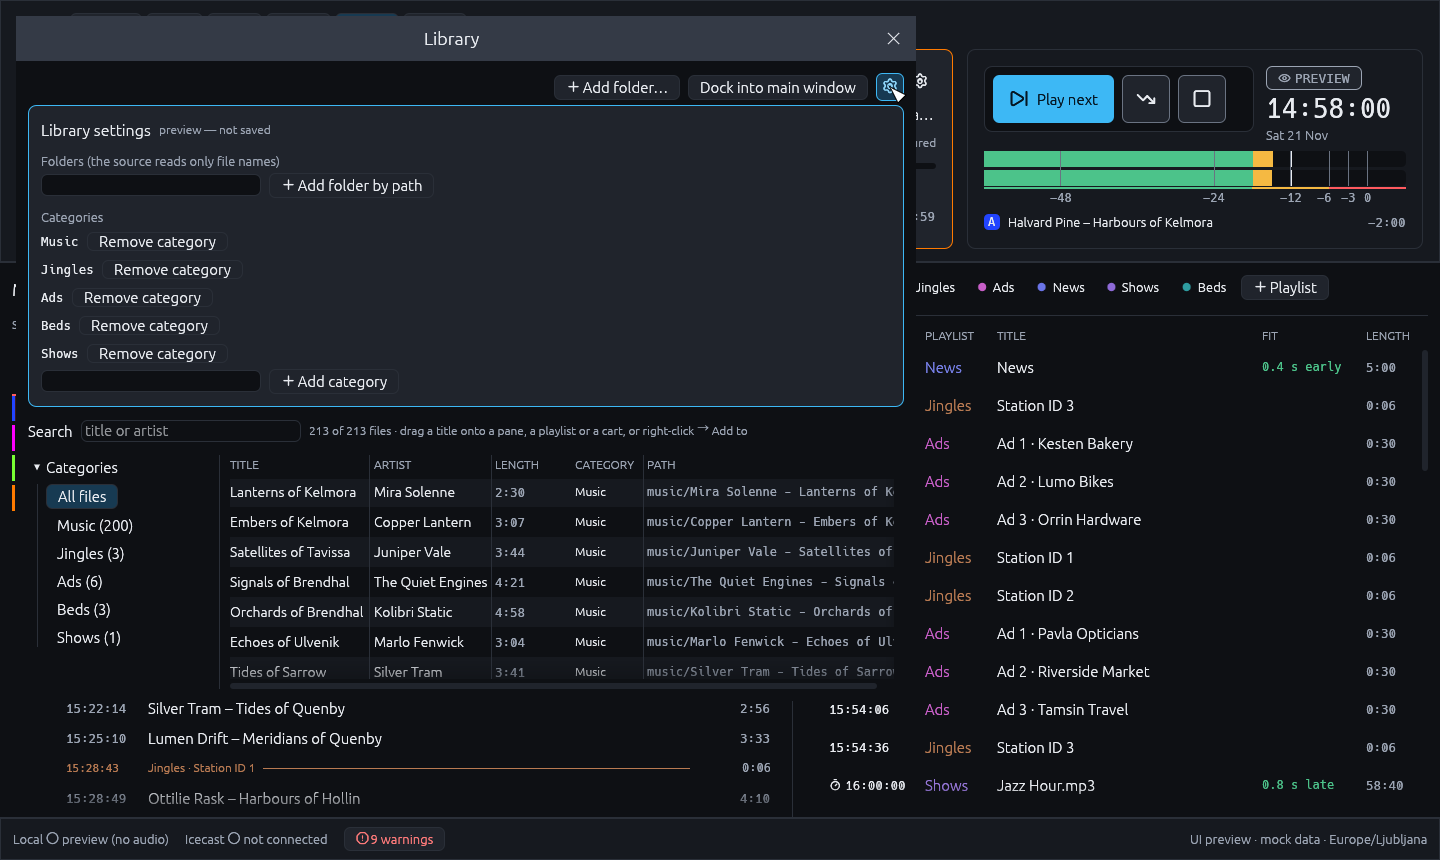 Library
+ Add folder…
Dock into main window
Library settings preview — not saved
Folders (the source reads only file names)
+ Add folder by path
Categories
Music Remove category
Jingles Remove category
Ads Remove category
Beds Remove category
Shows Remove category
+ Add category
Search title or artist 213 of 213 files · drag a title onto a pane, a playlist or a cart, or right-click → Add to
▾ Categories
All files
Music (200)
Jingles (3)
Ads (6)
Beds (3)
Shows (1)
TITLE ARTIST LENGTH CATEGORY PATH
Lanterns of Kelmora Mira Solenne 2:30 Music music/Mira Solenne – Lanterns of
Embers of Kelmora Copper Lantern 3:07 Music music/Copper Lantern – Embers of
Satellites of Tavissa Juniper Vale 3:44 Music music/Juniper Vale – Satellites of
Signals of Brendhal The Quiet Engines 4:21 Music music/The Quiet Engines – Signals
Orchards of Brendhal Kolibri Static 4:58 Music music/Kolibri Static – Orchards of
Echoes of Ulvenik Marlo Fenwick 3:04 Music music/Marlo Fenwick – Echoes of
Tides of Sarrow Silver Tram 3:41 Music music/Silver Tram – Tides of
15:22:14 Silver Tram – Tides of Quenby 2:56
15:25:10 Lumen Drift – Meridians of Quenby 3:33
15:28:43 Jingles · Station ID 1 0:06
15:28:49 Ottilie Rask – Harbours of Hollin 4:10
:59
Play next
PREVIEW
14:58:00
Sat 21 Nov
−48 −24 −12 −6 −3 0
A Halvard Pine – Harbours of Kelmora −2:00
Jingles Ads News Shows Beds + Playlist
PLAYLIST TITLE FIT LENGTH
News News 0.4 s early 5:00
Jingles Station ID 3 0:06
Ads Ad 1 · Kesten Bakery 0:30
Ads Ad 2 · Lumo Bikes 0:30
Ads Ad 3 · Orrin Hardware 0:30
Jingles Station ID 1 0:06
Jingles Station ID 2 0:06
Ads Ad 1 · Pavla Opticians 0:30
Ads Ad 2 · Riverside Market 0:30
15:54:06 Ads Ad 3 · Tamsin Travel 0:30
15:54:36 Jingles Station ID 3 0:06
16:00:00 Shows Jazz Hour.mp3 0.8 s late 58:40
Local preview (no audio) Icecast not connected 9 warnings
UI preview · mock data · Europe/Ljubljana